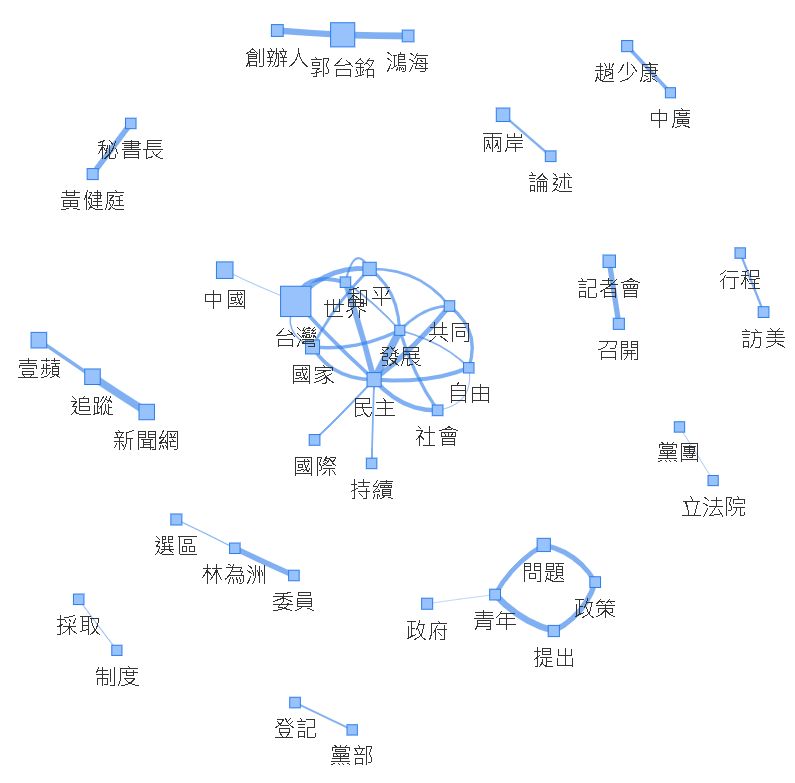 創辦人
郭台銘
鴻海
趙少康
中廣
兩岸
論述
秘書長
黃健庭
中國
和平
世界
台灣
共同
發展
國家
自由
民主
社會
國際
持續
記者會
召開
行程
訪美
壹蘋
追蹤
新聞網
黨團
立法院
選區
林為洲
委員
問題
政策
青年
政府
提出
採取
制度
登記
黨部